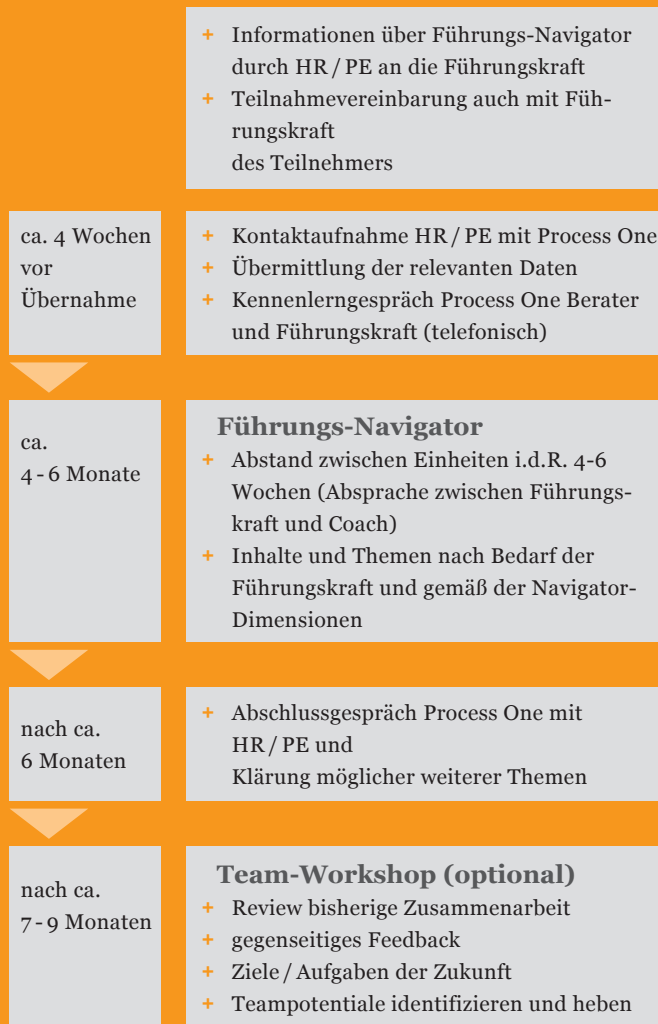 + Informationen über Führungs-Navigator
durch HR / PE an die Führungskraft
+ Teilnahmevereinbarung auch mit Füh-
rungskraft
des Teilnehmers
ca. 4 Wochen
vor
Übernahme
+ Kontaktaufnahme HR / PE mit Process One
+ Übermittlung der relevanten Daten
+ Kennenlerngespräch Process One Berater
und Führungskraft (telefonisch)
ca.
4 - 6 Monate
Führungs-Navigator
+ Abstand zwischen Einheiten i.d.R. 4-6
Wochen (Absprache zwischen Führungs-
kraft und Coach)
+ Inhalte und Themen nach Bedarf der
Führungskraft und gemäß der Navigator-
Dimensionen
nach ca.
6 Monaten
+ Abschlussgespräch Process One mit
HR / PE und
Klärung möglicher weiterer Themen
nach ca.
7 - 9 Monaten
Team-Workshop (optional)
+ Review bisherige Zusammenarbeit
+ gegenseitiges Feedback
+ Ziele / Aufgaben der Zukunft
+ Teampotentiale identifizieren und heben